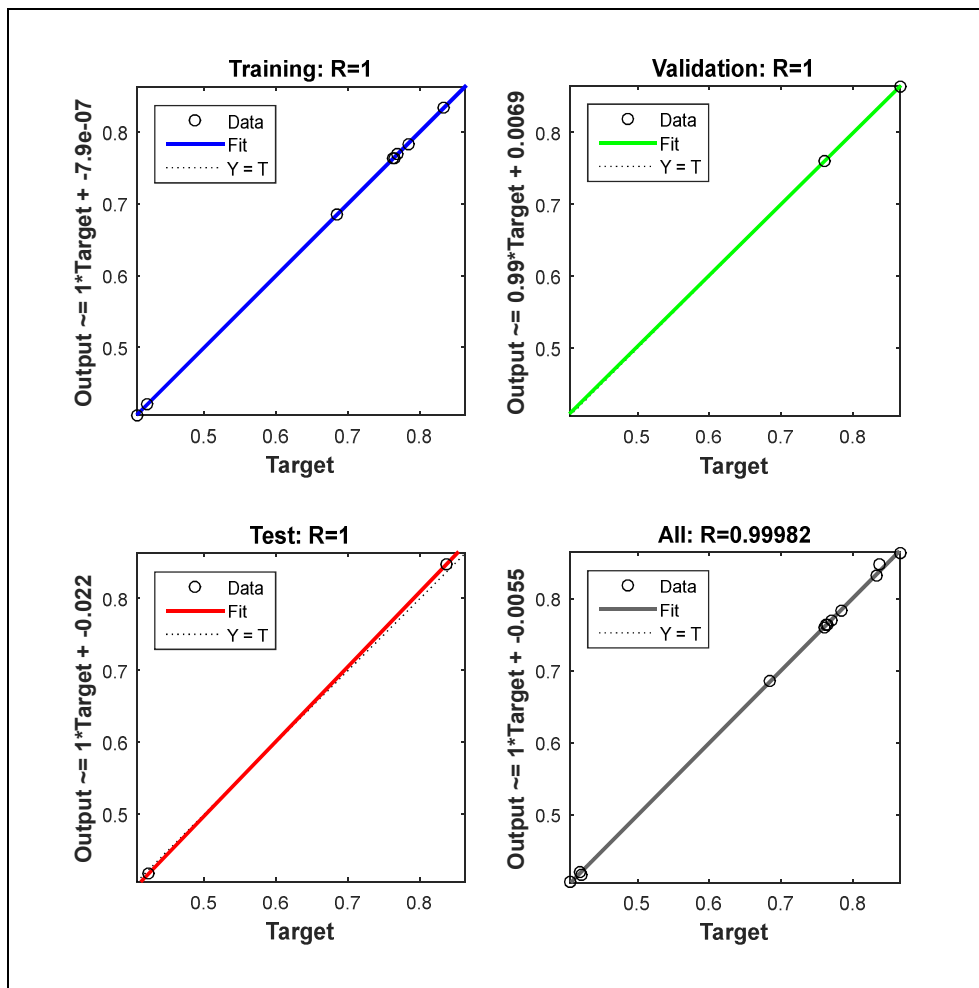 Training: R=1
Output ~= 1*Target + -7.9e-07
Data
Fit
Y = T
0.8
0.7
0.6
0.5
0.5 0.6 0.7 0.8
Target
Validation: R=1
Output ~= 0.99*Target + 0.0069
Data
Fit
Y = T
0.8
0.7
0.6
0.5
0.5 0.6 0.7 0.8
Target
Test: R=1
Output ~= 1*Target + -0.022
Data
Fit
Y = T
0.8
0.7
0.6
0.5
0.5 0.6 0.7 0.8
Target
All: R=0.99982
Output ~= 1*Target + -0.0055
Data
Fit
Y = T
0.8
0.7
0.6
0.5
0.5 0.6 0.7 0.8
Target